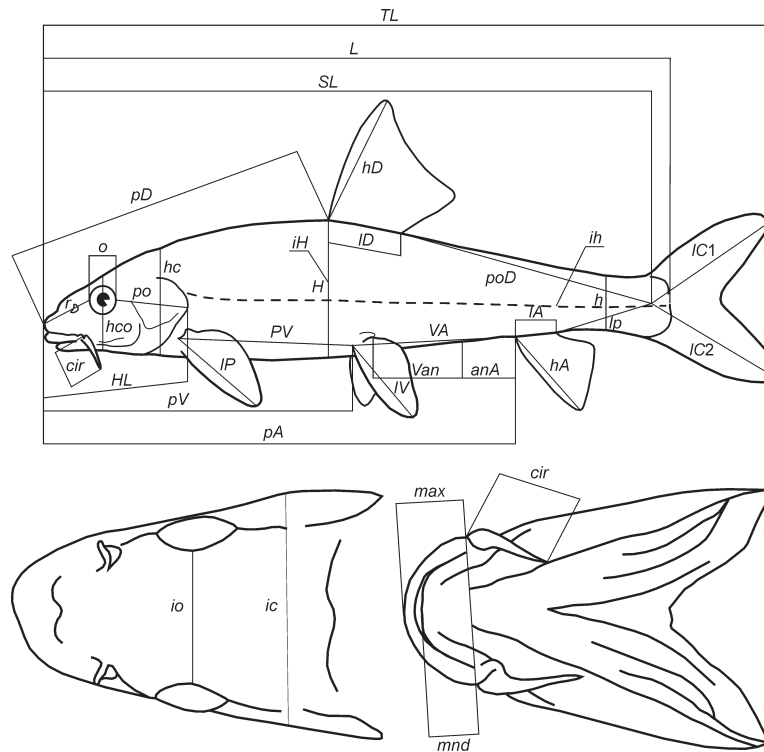 TL
L
SL
pD
hD
o
iH
lD
ih
lC1
hc
poD
r
po
H
h
hco
lA
lp
PV
VA
cir
lP
lC2
HL
lV
Van
anA
hA
pV
pA
max
cir
io
ic
mnd